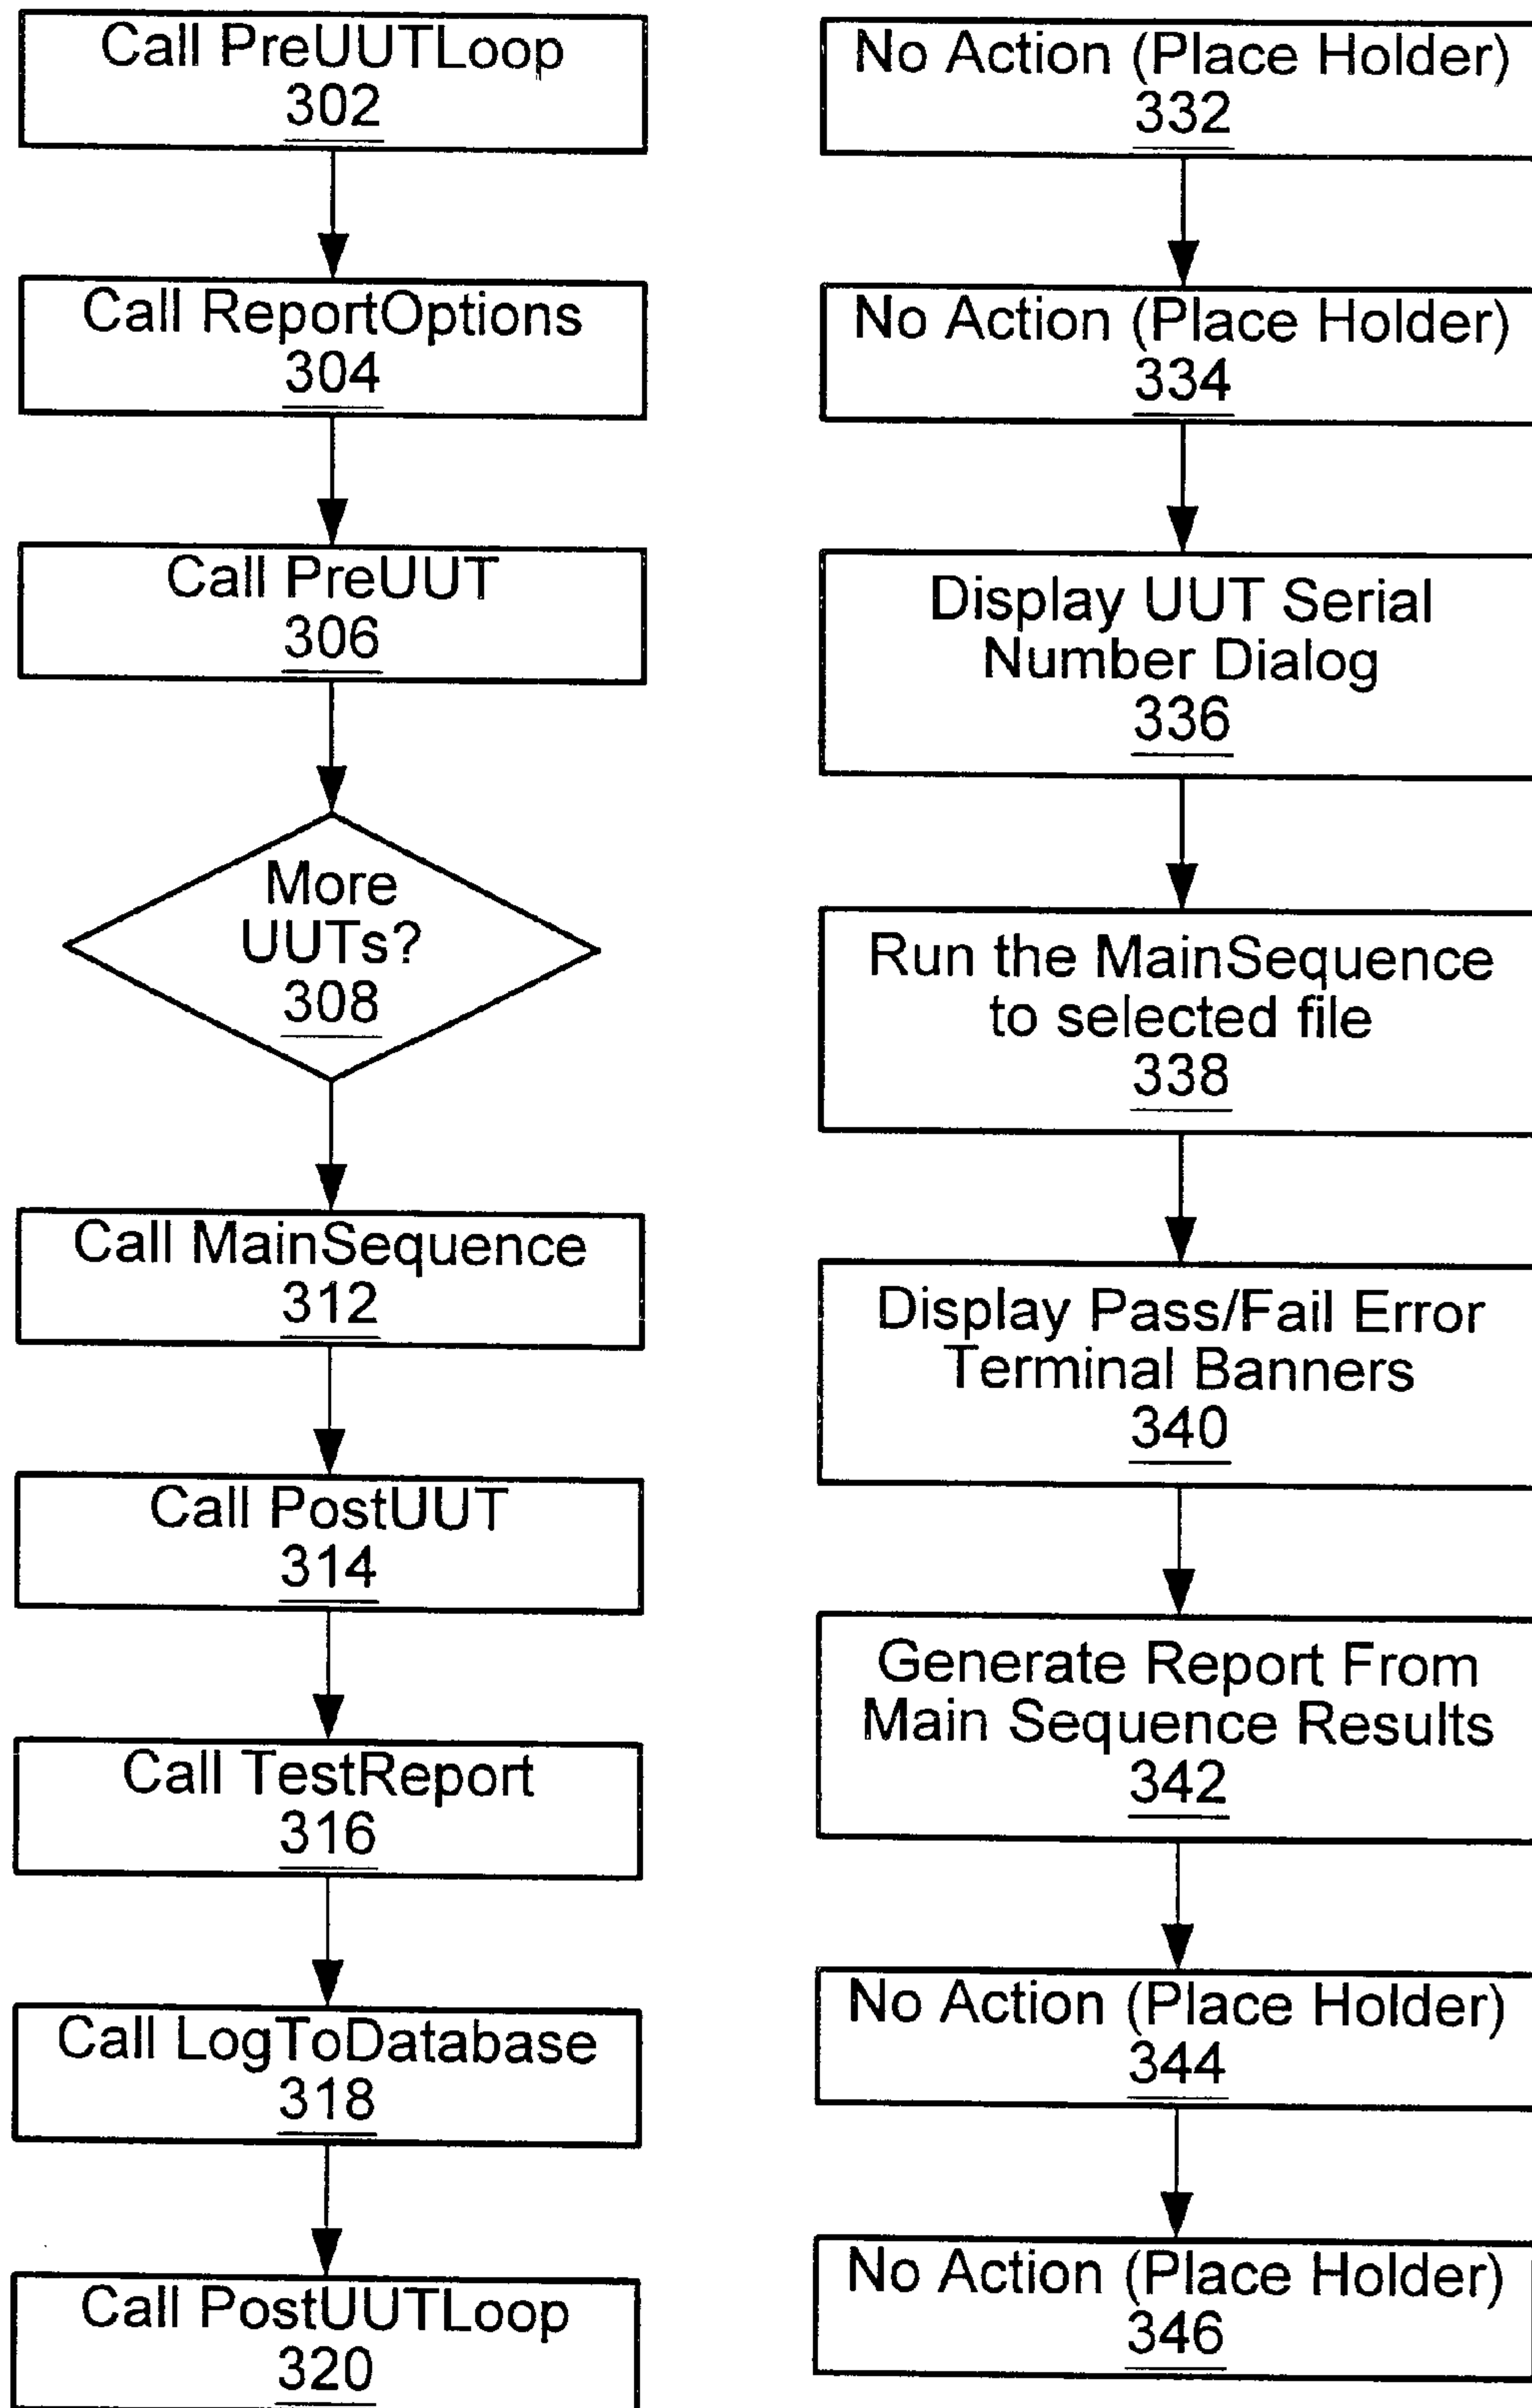 Call PreUUTLoop
302
Call ReportOptions
304
Call PreUUT
306
More
UUTs?
308
Call MainSequence
312
Call PostUUT
314
Call TestReport
316
Call LogToDatabase
318
Call PostUUTLoop
320
No Action (Place Holder)
332
No Action (Place Holder)
334
Display UUT Serial
Number Dialog
336
Run the MainSequence
to selected file
338
Display Pass/Fail Error
Terminal Banners
340
Generate Report From
Main Sequence Results
342
No Action (Place Holder)
344
No Action (Place Holder)
346